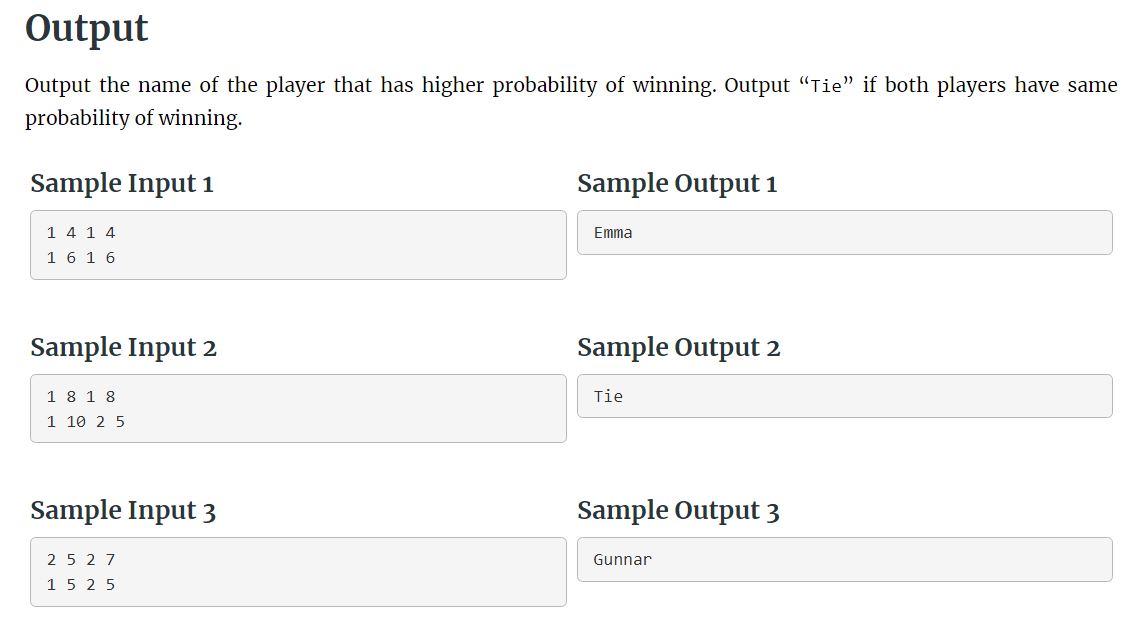 Output
Output the name of the player that has higher probability of winning. Output “Tie” if both players have same
probability of winning.
Sample Input 1
Sample Output 1
1 4 1 4
1 6 1 6
Emma
Sample Input 2
Sample Output 2
1 8 1 8
1 10 2 5
Tie
Sample Input 3
Sample Output 3
2 5 2 7
1 5 2 5
Gunnar